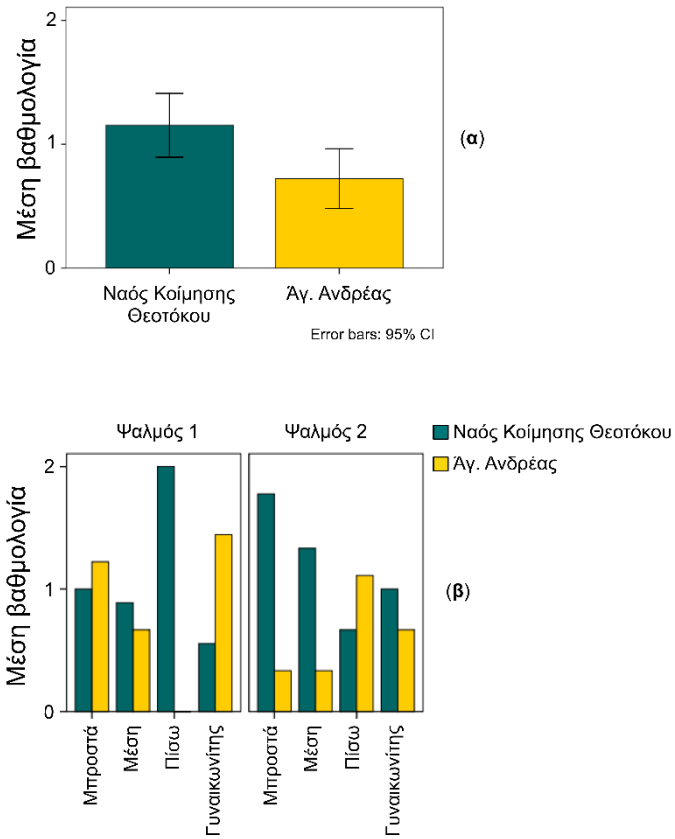 Μέση βαθμολογία
2
1
0
Ναός Κοίμησης
Θεοτόκου
Άγ. Ανδρέας
Error bars: 95% CI
(α)
Ψαλμός 1
Ψαλμός 2
Ναός Κοίμησης Θεοτόκου
Άγ. Ανδρέας
Μέση βαθμολογία
2
1
0
Μπροστά
Μέση
Πίσω
Γυναικωνίτης
Μπροστά
Μέση
Πίσω
Γυναικωνίτης
(β)